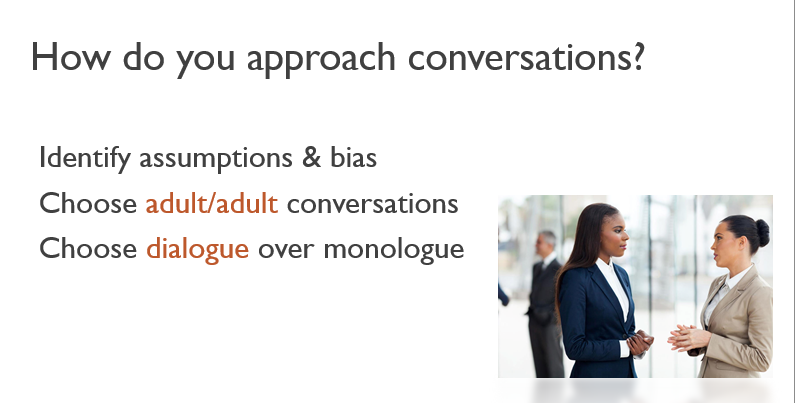 How do you approach conversations?
Identify assumptions & bias
Choose adult/adult conversations
Choose dialogue over monologue